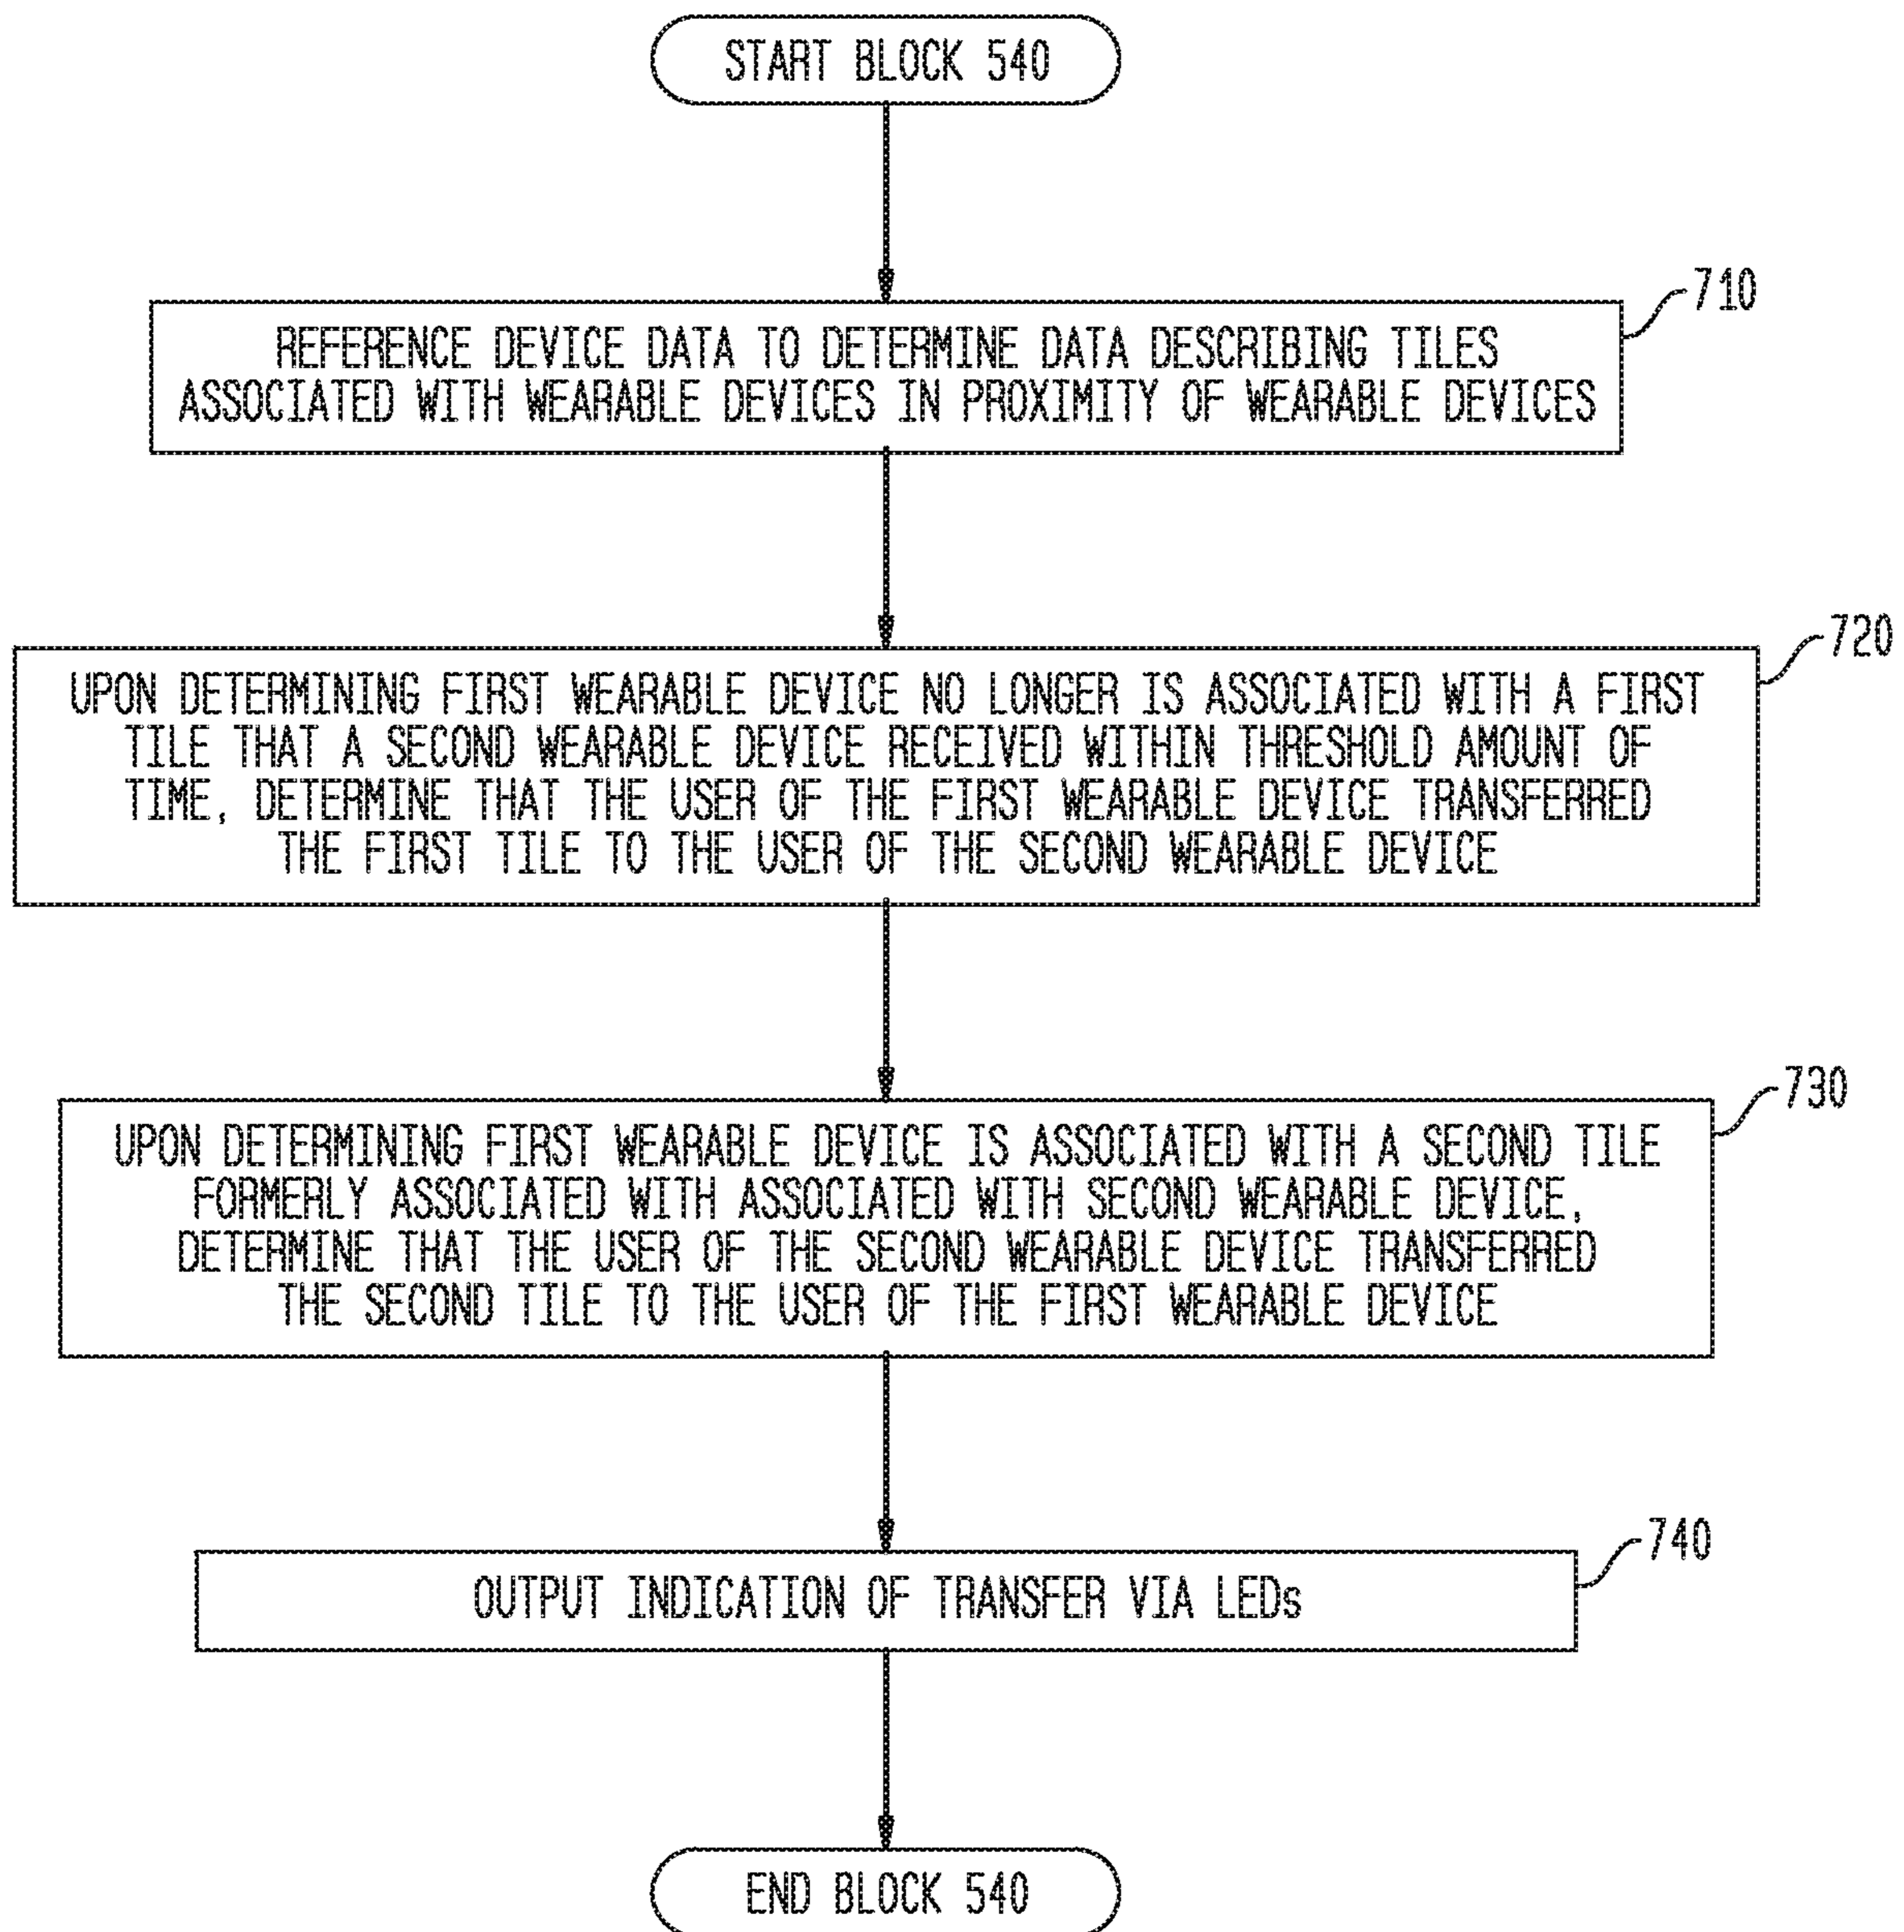 START BLOCK 540
710
REFERENCE DEVICE DATA TO DETERMINE DATA DESCRIBING TILES
ASSOCIATED WITH WEARABLE DEVICES IN PROXIMITY OF WEARABLE DEVICES
720
UPON DETERMINING FIRST WEARABLE DEVICE NO LONGER IS ASSOCIATED WITH A FIRST
TILE THAT A SECOND WEARABLE DEVICE RECEIVED WITHIN THRESHOLD AMOUNT OF
TIME, DETERMINE THAT THE USER OF THE FIRST WEARABLE DEVICE TRANSFERRED
THE FIRST TILE TO THE USER OF THE SECOND WEARABLE DEVICE
730
UPON DETERMINING FIRST WEARABLE DEVICE IS ASSOCIATED WITH A SECOND TILE
FORMERLY ASSOCIATED WITH ASSOCIATED WITH SECOND WEARABLE DEVICE,
DETERMINE THAT THE USER OF THE SECOND WEARABLE DEVICE TRANSFERRED
THE SECOND TILE TO THE USER OF THE FIRST WEARABLE DEVICE
740
OUTPUT INDICATION OF TRANSFER VIA LEDs
END BLOCK 540